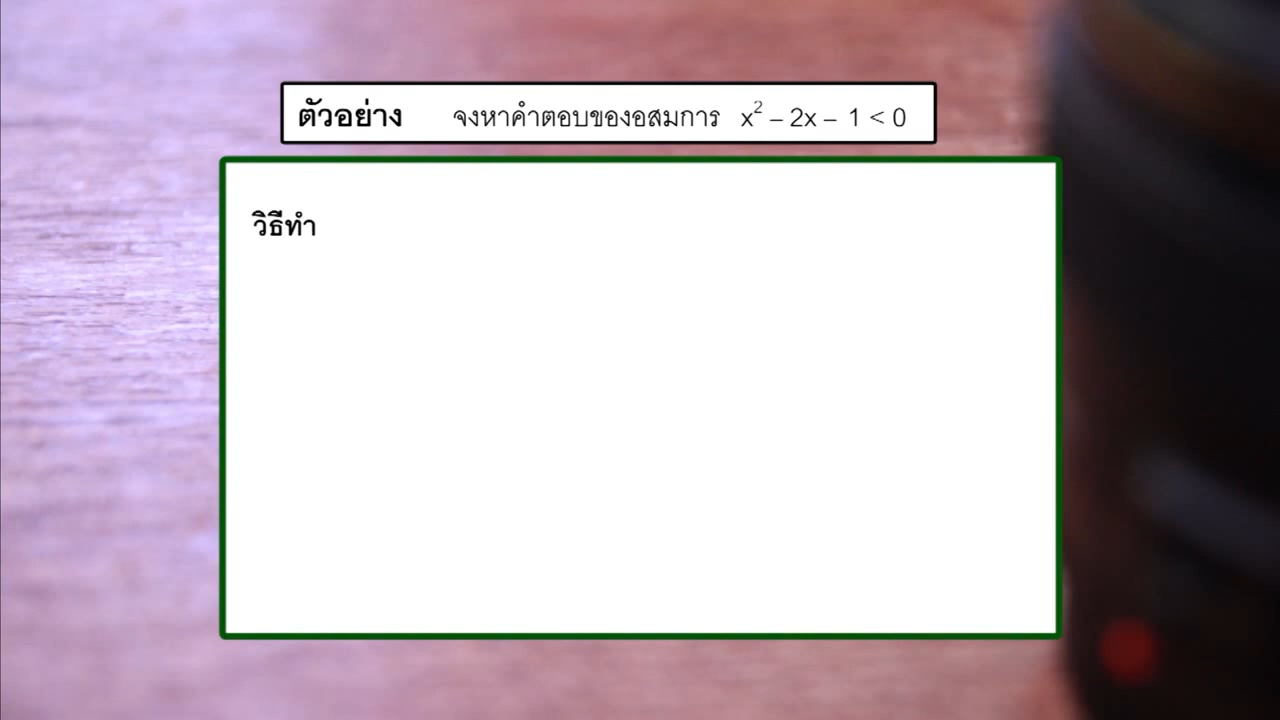 ตัวอย่าง จงหาคำตอบของอสมการ x² – 2x – 1 < 0
วิธีทำ